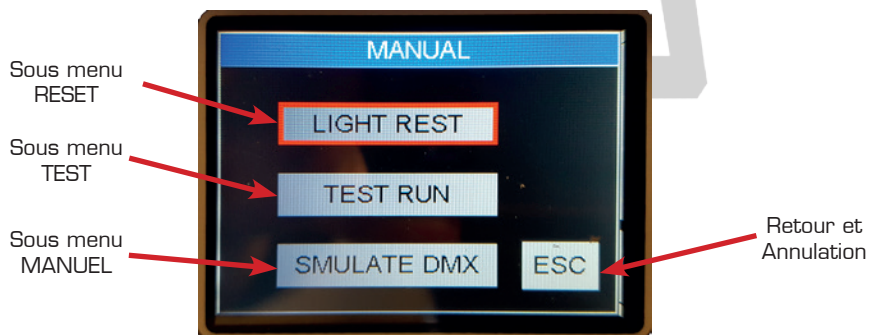 MANUAL
Sous menu
RESET
LIGHT REST
Sous menu
TEST
TEST RUN
Sous menu
MANUEL
SMULATE DMX
ESC
Retour et
Annulation